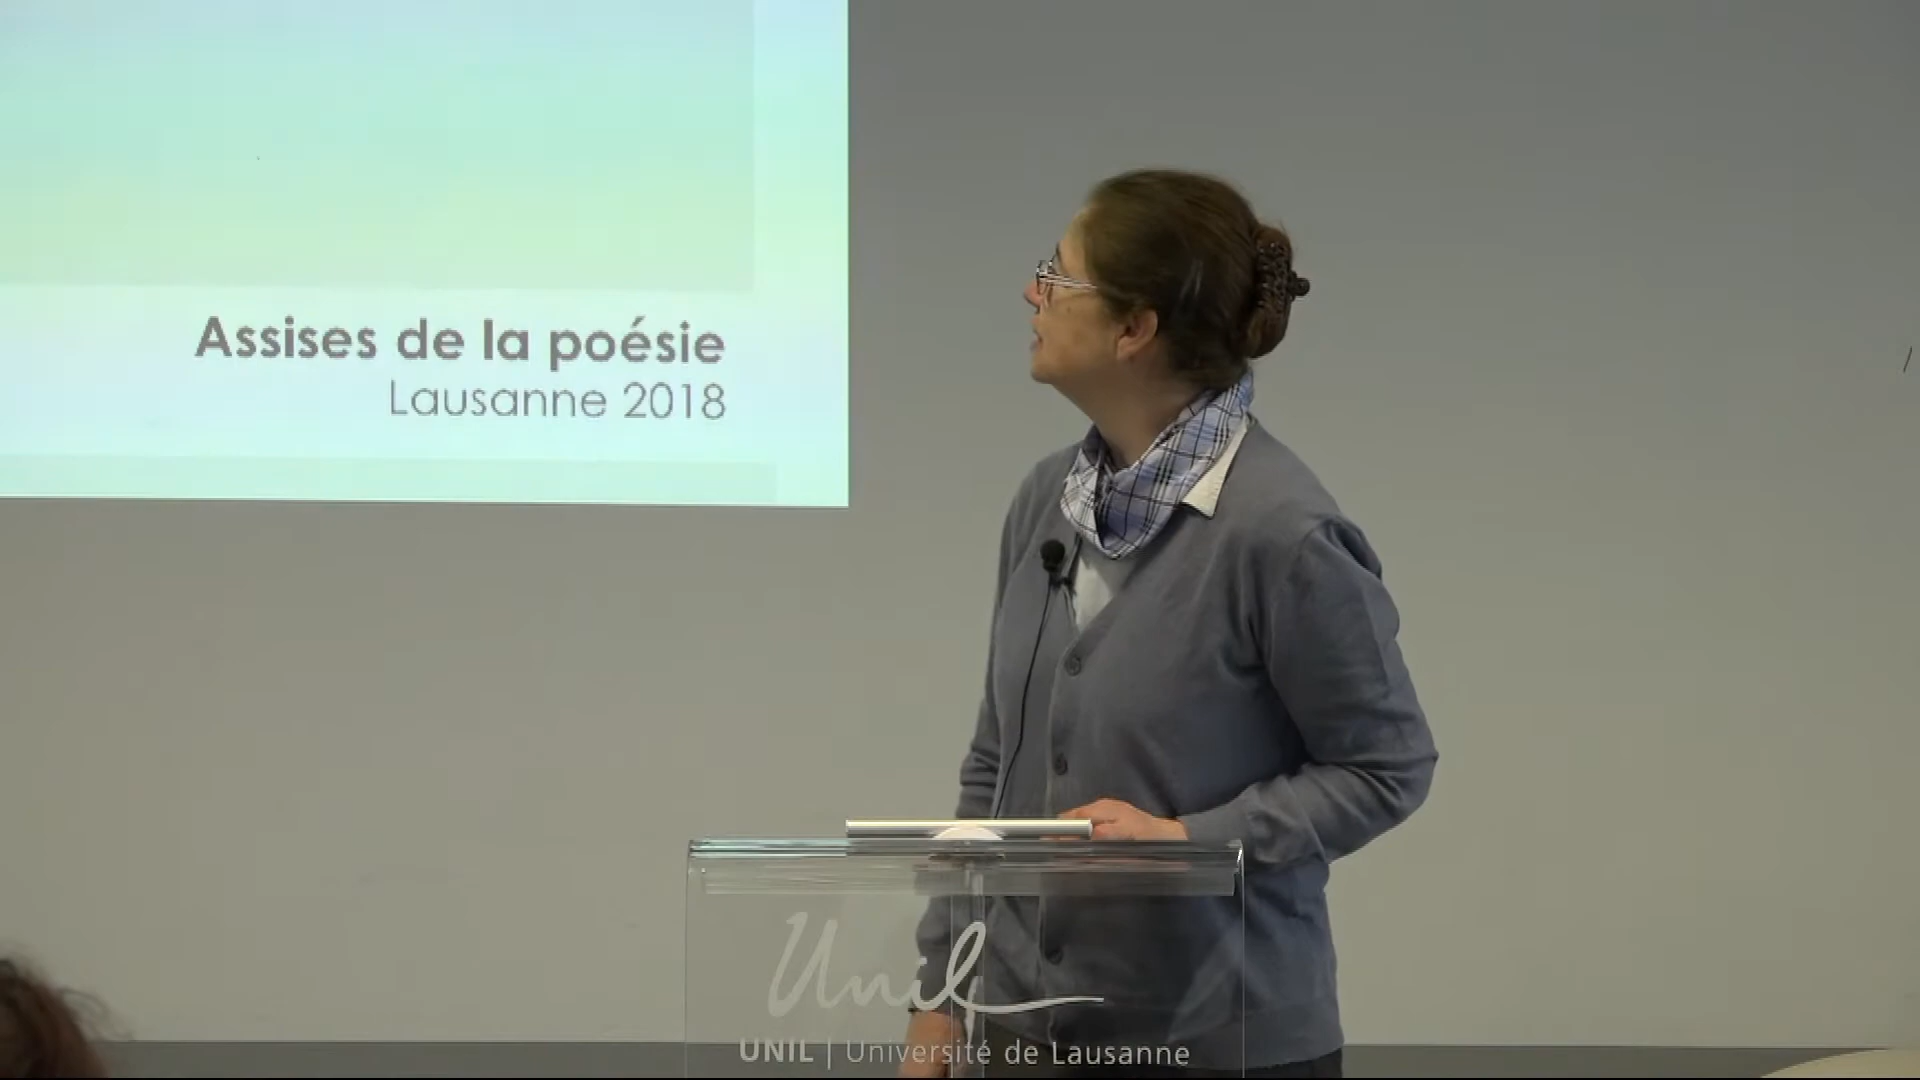 Assises de la poésie
Lausanne 2018
Unil
UNIL | Université de Lausanne